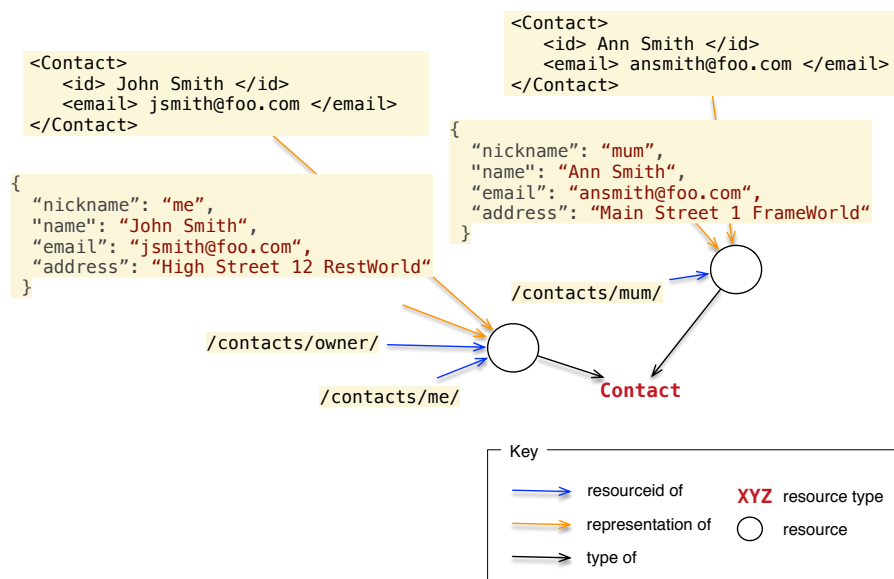 <Contact>
<id> Ann Smith </id>
<email> ansmith@foo.com </email>
</Contact>
<Contact>
<id> John Smith </id>
<email> jsmith@foo.com </email>
</Contact>
{
“nickname”: “mum”,
"name": “Ann Smith“,
“email”: “ansmith@foo.com“,
“address”: “Main Street 1 FrameWorld“
}
{
“nickname”: “me”,
"name": “John Smith“
“email”: “jsmith@foo.com“,
“address”: “High Street 12 RestWorld“
}
/contacts/mum/
/contacts/owner/
/contacts/me/
Contact
Key
resourceid of
representation of
type of
XYZ resource type
resource